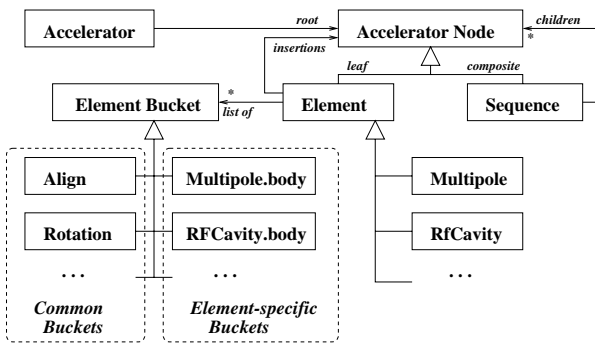 Accelerator
root
Accelerator Node
children
*
insertions
leaf
composite
Element Bucket
*
list of
Element
Sequence
Align
Multipole.body
Multipole
Rotation
RFCavity.body
RfCavity
...
...
...
Common
Buckets
Element-specific
Buckets